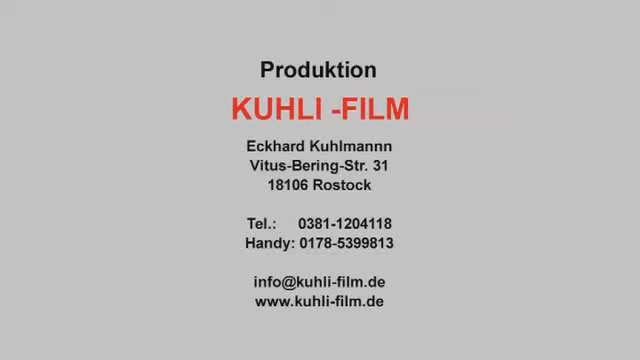 Produktion
KUHLI -FILM
Eckhard Kuhlmannn
Vitus-Bering-Str. 31
18106 Rostock
Tel.: 0381-1204118
Handy: 0178-5399813
info@kuhli-film.de
www.kuhli-film.de